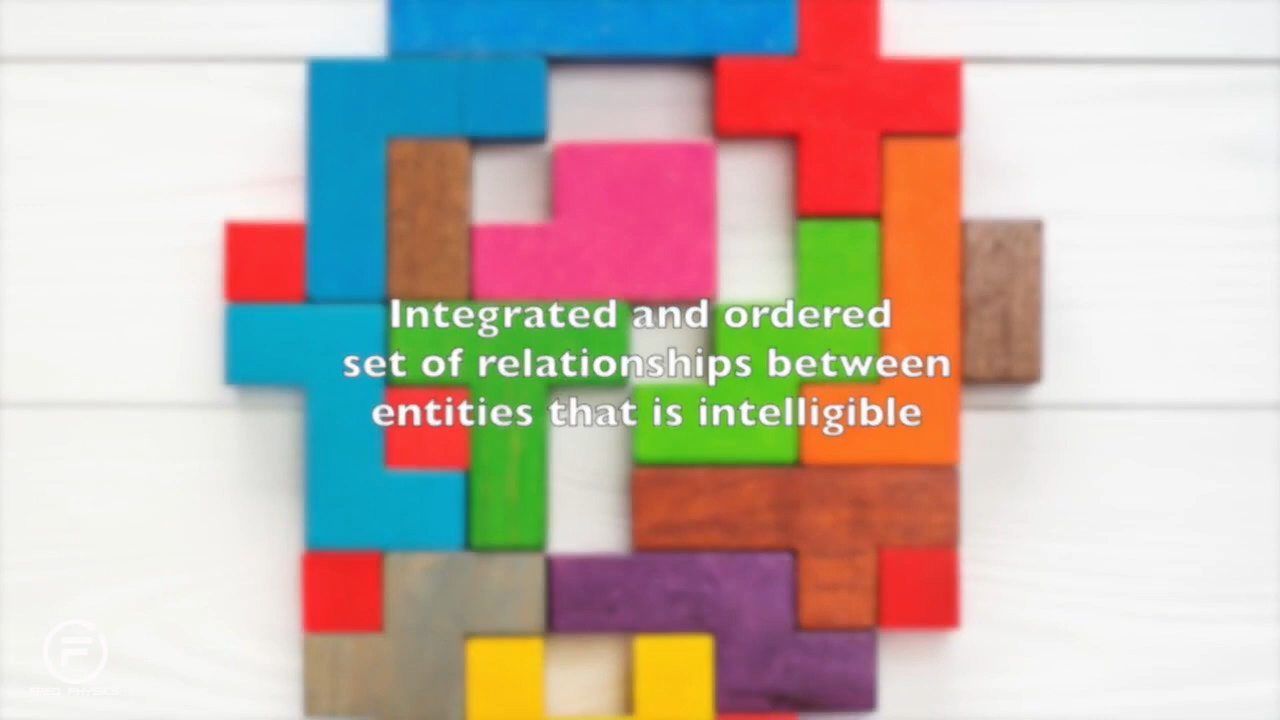 Integrated and ordered
set of relationships between
entities that is intelligible